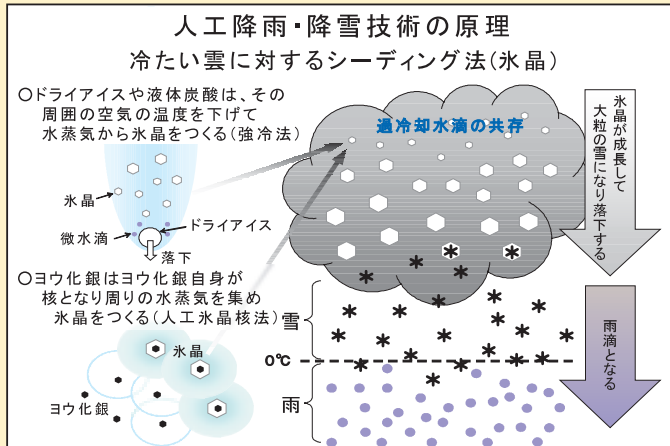 人工降雨・降雪技術の原理
冷たい雲に対するシーディング法(氷晶)
○ドライアイスや液体炭酸は、その
周囲の空気の温度を下げて
水蒸気から氷晶をつくる(強冷法)
氷晶
微水滴
ドライアイス
落下
○ヨウ化銀はヨウ化銀自身が
核となり周りの水蒸気を集め
氷晶をつくる(人工氷晶核法)
氷晶
ヨウ化銀
過冷却水滴の共存
雪
0℃
雨
氷晶が成長して
大粒の雪になり落下する
雨滴となる